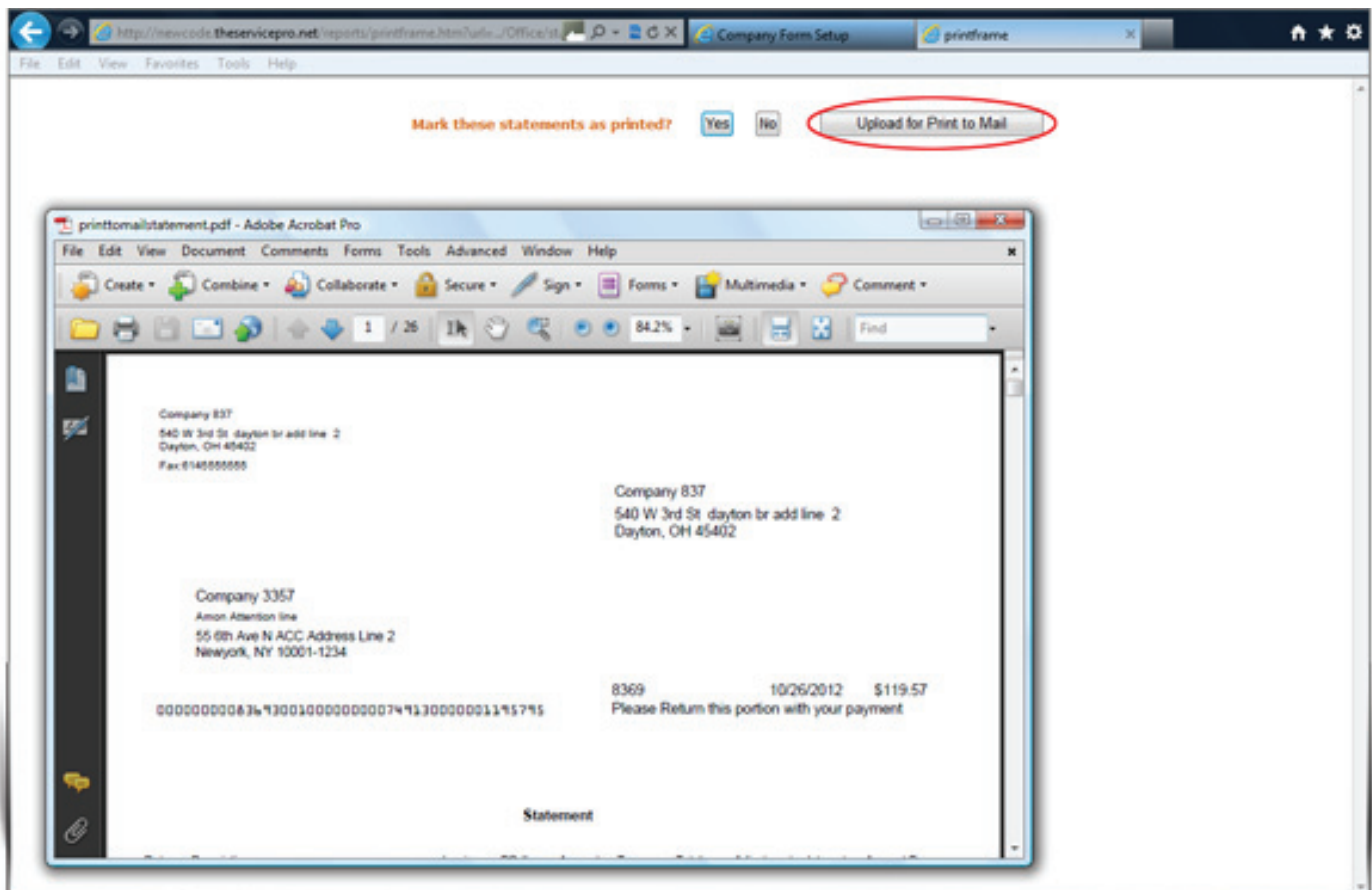 http://newcode.theservicepro.net/reports/printframe.htm?url=../Office/st Company Form Setup printframe
File Edit View Favorites Tools Help
Mark these statements as printed? Yes No Upload for Print to Mail
printtomailstatement.pdf - Adobe Acrobat Pro
File Edit View Document Comments Forms Tools Advanced Window Help
Create Combine Collaborate Secure Sign Forms Multimedia Comment
1 / 26 84.2% Find
Company 837
540 W 3rd St dayton br add line 2
Dayton, OH 45402
Fax:6145555555
Company 837
540 W 3rd St dayton br add line 2
Dayton, OH 45402
Company 3357
Amon Attention line
55 6th Ave N ACC Address Line 2
Newyork, NY 10001-1234
8369 10/26/2012 $119.57
Please Return this portion with your payment
Statement